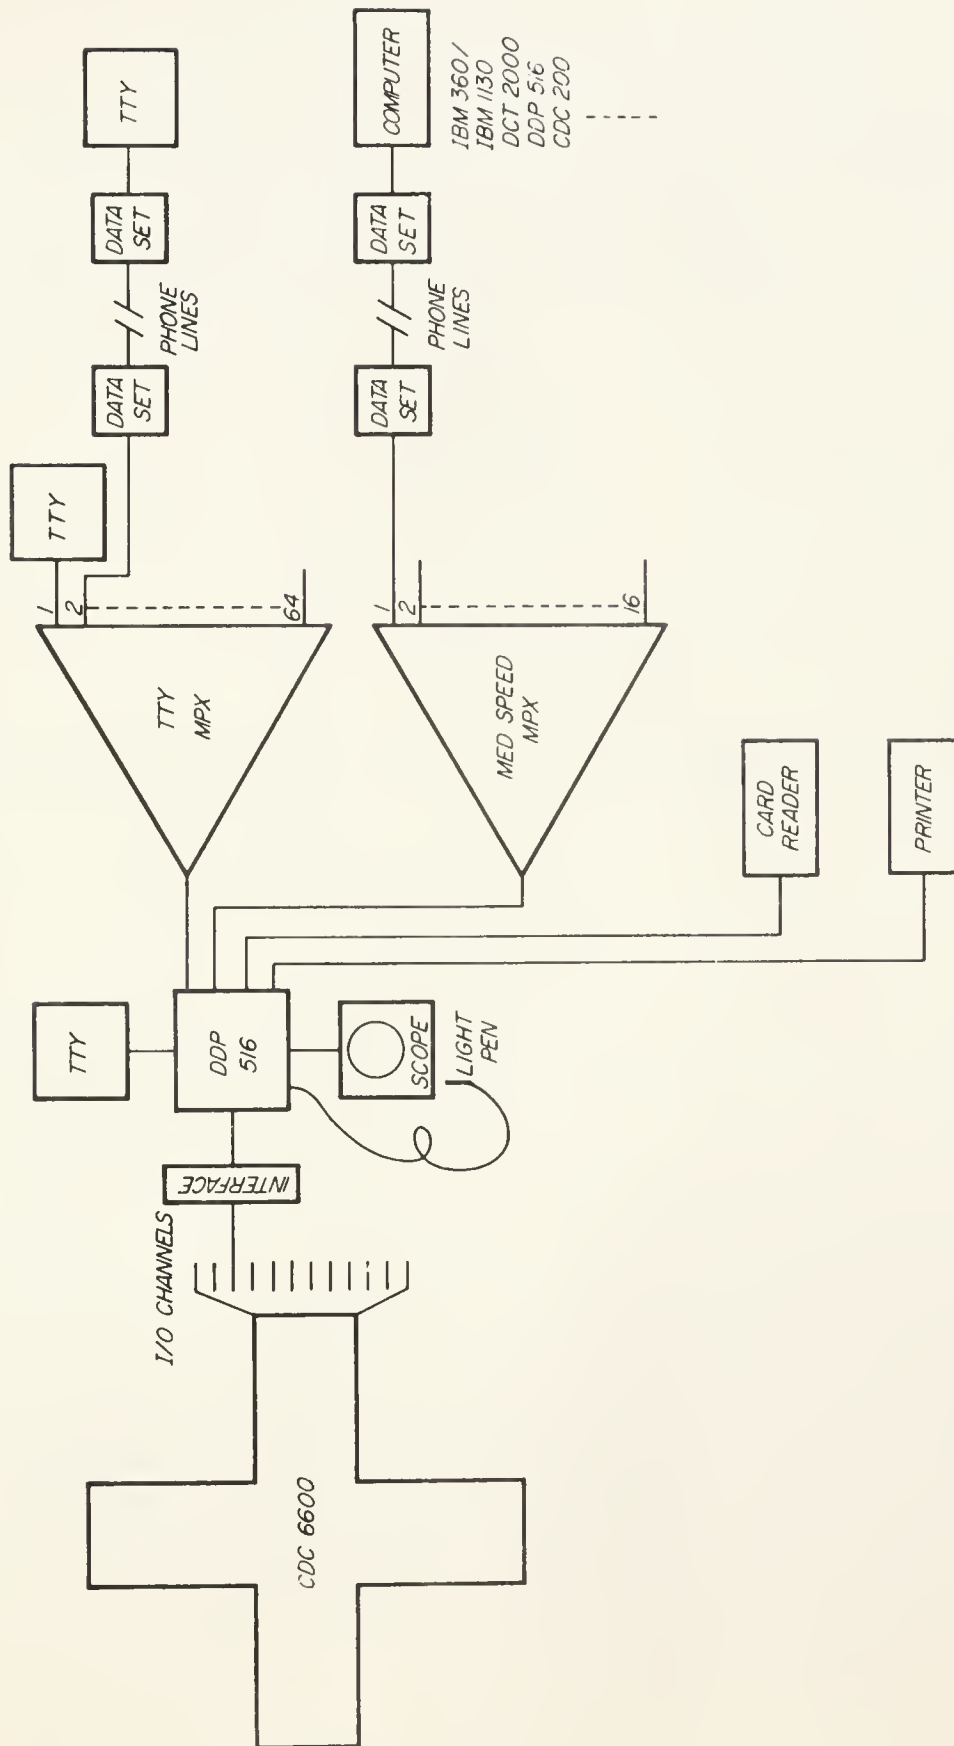 CDC 6600
I/O CHANNELS
INTERFACE
TTY
DDP
516
SCOPE
LIGHT
PEN
TTY
MPX
1
2
64
TTY
DATA
SET
PHONE
LINES
DATA
SET
TTY
MED SPEED
MPX
1
2
16
DATA
SET
PHONE
LINES
DATA
SET
COMPUTER
IBM 360/
IBM 1130
DCT 2000
DDP 516
CDC 200
CARD
READER
PRINTER